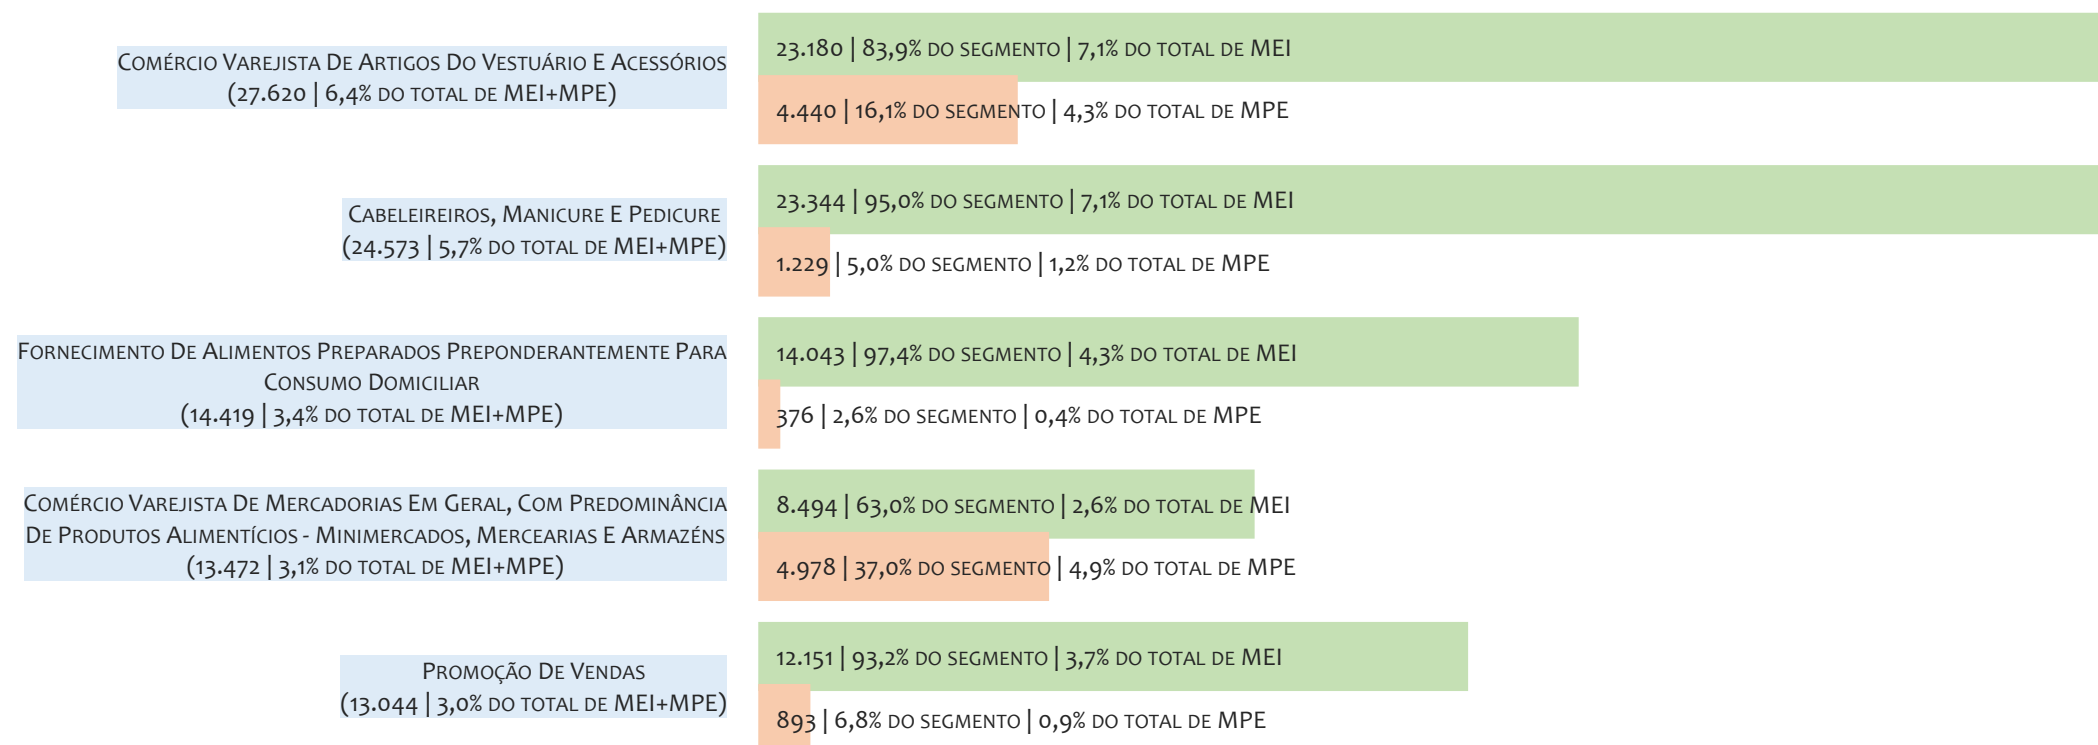 Comércio Varejista De Artigos Do Vestuário E Acessórios
(27.620 | 6,4% do total de MEI+MPE)
23.180 | 83,9% do segmento | 7,1% do total de MEI
4.440 | 16,1% do segmento | 4,3% do total de MPE
Cabeleireiros, Manicure E Pedicure
(24.573 | 5,7% do total de MEI+MPE)
23.344 | 95,0% do segmento | 7,1% do total de MEI
1.229 | 5,0% do segmento | 1,2% do total de MPE
Fornecimento De Alimentos Preparados Preponderantemente Para
Consumo Domiciliar
(14.419 | 3,4% do total de MEI+MPE)
14.043 | 97,4% do segmento | 4,3% do total de MEI
376 | 2,6% do segmento | 0,4% do total de MPE
Comércio Varejista De Mercadorias Em Geral, Com Predominância
De Produtos Alimentícios - Minimercados, Mercearias E Armazéns
(13.472 | 3,1% do total de MEI+MPE)
8.494 | 63,0% do segmento | 2,6% do total de MEI
4.978 | 37,0% do segmento | 4,9% do total de MPE
Promoção De Vendas
(13.044 | 3,0% do total de MEI+MPE)
12.151 | 93,2% do segmento | 3,7% do total de MEI
893 | 6,8% do segmento | 0,9% do total de MPE